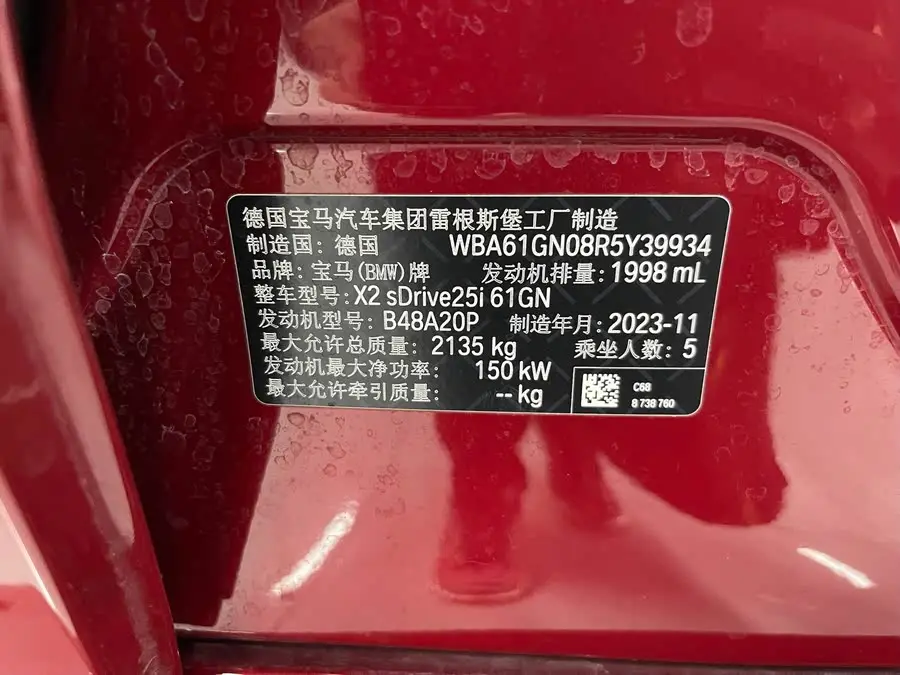 德国宝马汽车集团雷根斯堡工厂制造
制造国：德国 WBA61GN08R5Y39934
品牌：宝马(BMW)牌 发动机排量：1998 mL
整车型号：X2 sDrive25i 61GN
发动机型号：B48A20P 制造年月：2023-11
最大允许总质量：2135 kg 乘坐人数：5
发动机最大净功率：150 kW
最大允许牵引质量：-- kg
C68
8 738 760